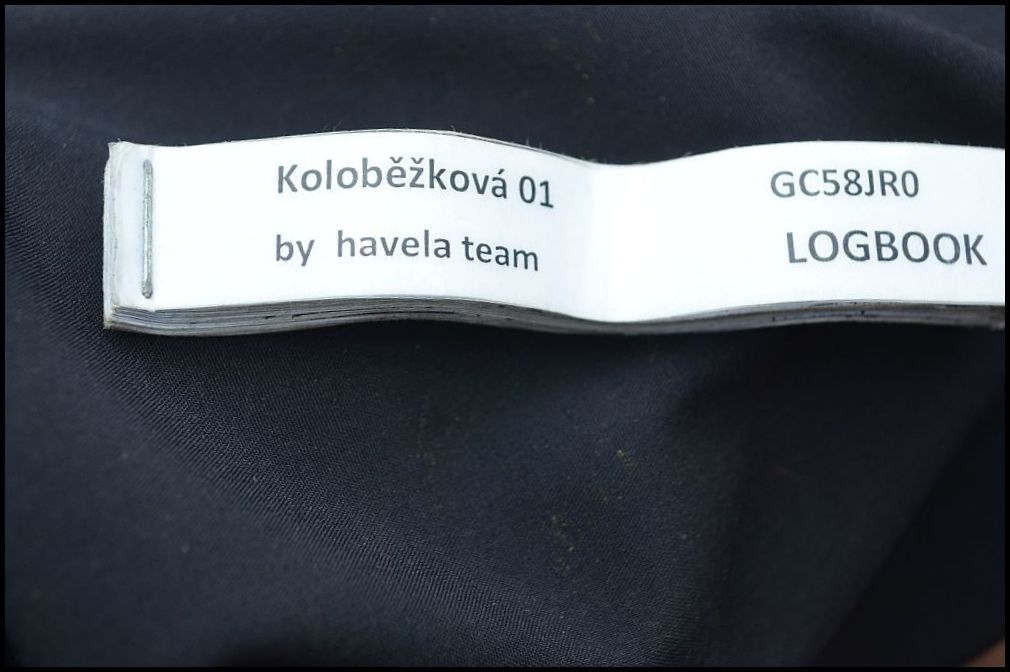 Koloběžková 01 GC58JR0
by havela team LOGBOOK